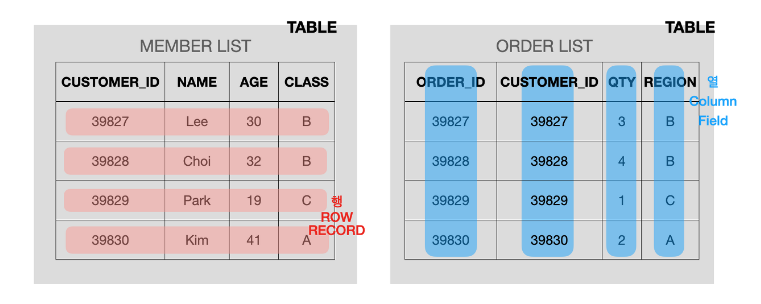 TABLE
MEMBER LIST
CUSTOMER_ID NAME AGE CLASS
39827 Lee 30 B
39828 Choi 32 B
39829 Park 19 C
39830 Kim 41 A
행
ROW
RECORD
TABLE
ORDER LIST
ORDER_ID CUSTOMER_ID QTY REGION
39827 39827 3 B
39828 39828 4 B
39829 39829 1 C
39830 39830 2 A
열
Column
Field